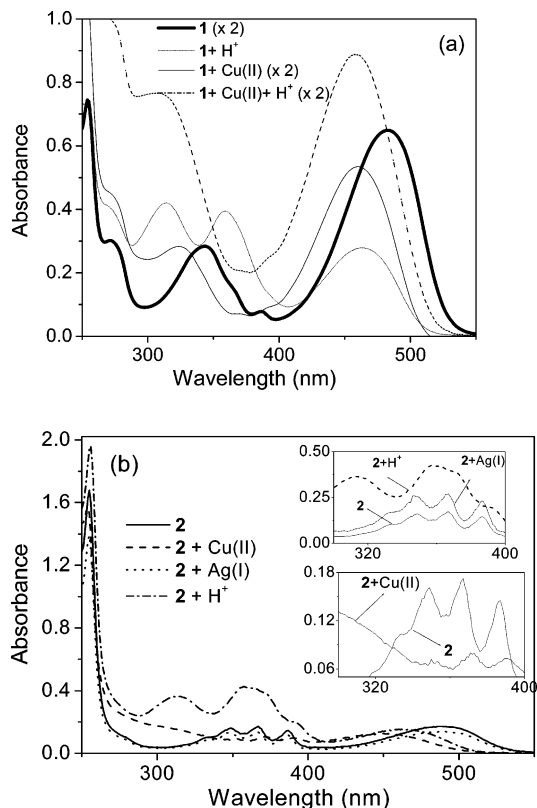 1.0
0.8
0.6
0.4
0.2
0.0
Absorbance
1 (x 2)
1+ H⁺
1+ Cu(II) (x 2)
1+ Cu(II)+ H⁺ (x 2)
(a)
300 400 500
Wavelength (nm)
2.0
1.6
1.2
0.8
0.4
0.0
Absorbance
(b)
2
2 + Cu(II)
2 + Ag(I)
2 + H⁺
0.50
0.25
0.00
2+H⁺
2+Ag(I)
2
320 360 400
0.18
0.12
0.06
2+Cu(II)
2
320 360 400
300 400 500
Wavelength (nm)